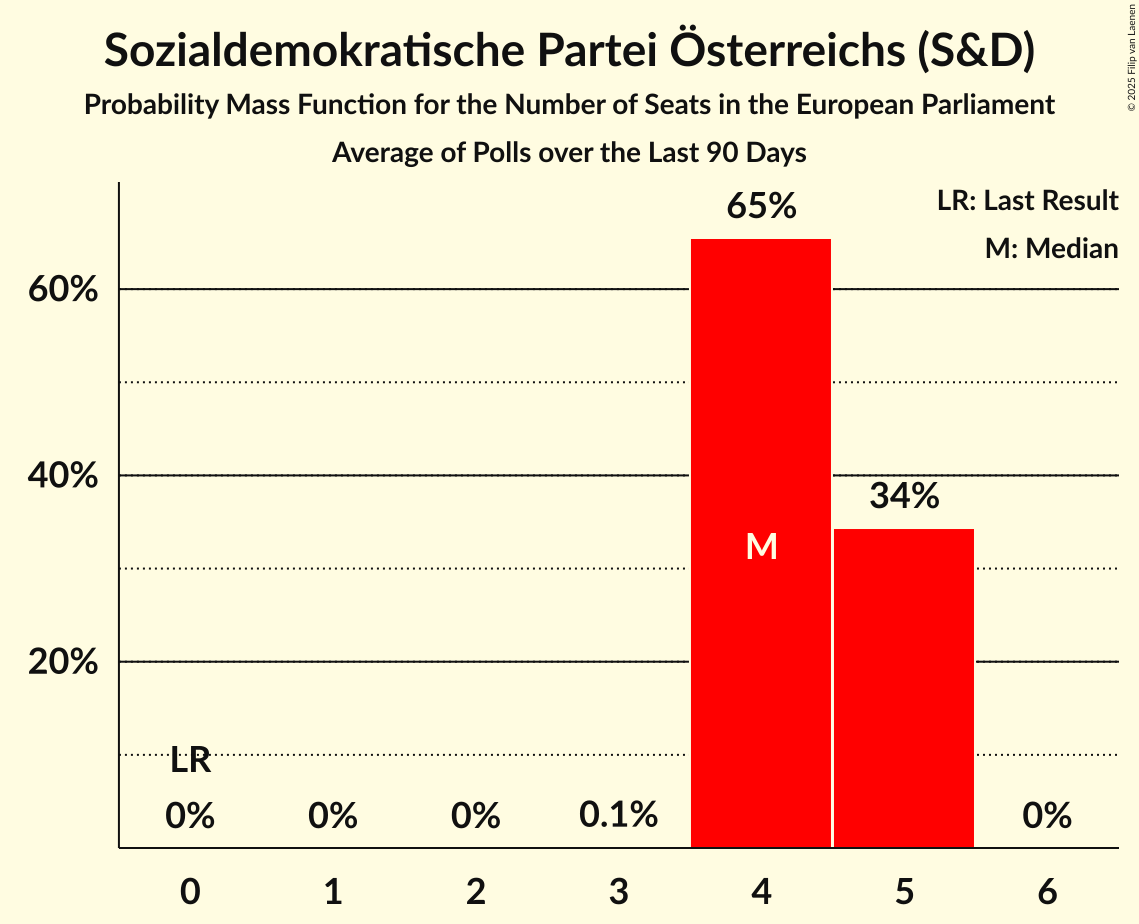 Sozialdemokratische Partei Österreichs (S&D)
Probability Mass Function for the Number of Seats in the European Parliament
Average of Polls over the Last 90 Days
© 2025 Filip van Laenen
LR: Last Result
M: Median
65%
60%
40%
34%
M
20%
LR
0% 0% 0% 0.1% 0%
0 1 2 3 4 5 6